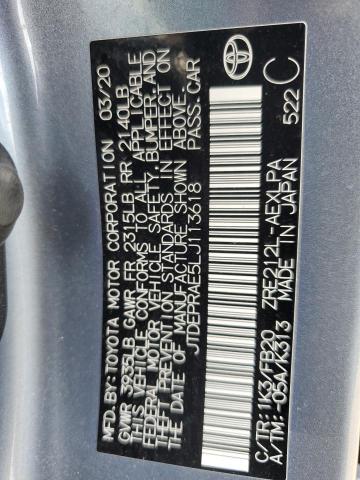 MFD. BY: TOYOTA MOTOR CORPORATION 03/20
GVWR 3935LB GAWR FR 2315LB RR 2140LB
THIS VEHICLE CONFORMS TO ALL APPLICABLE
FEDERAL MOTOR VEHICLE SAFETY, BUMPER, AND
THEFT PREVENTION STANDARDS IN EFFECT ON
THE DATE OF MANUFACTURE SHOWN ABOVE.
JTDEPRAE5LJ113618 PASS. CAR
C/TR: 1K3/FB20 ZRE212L-AEXLPA
A/TM: -05A/K313 MADE IN JAPAN 522 C